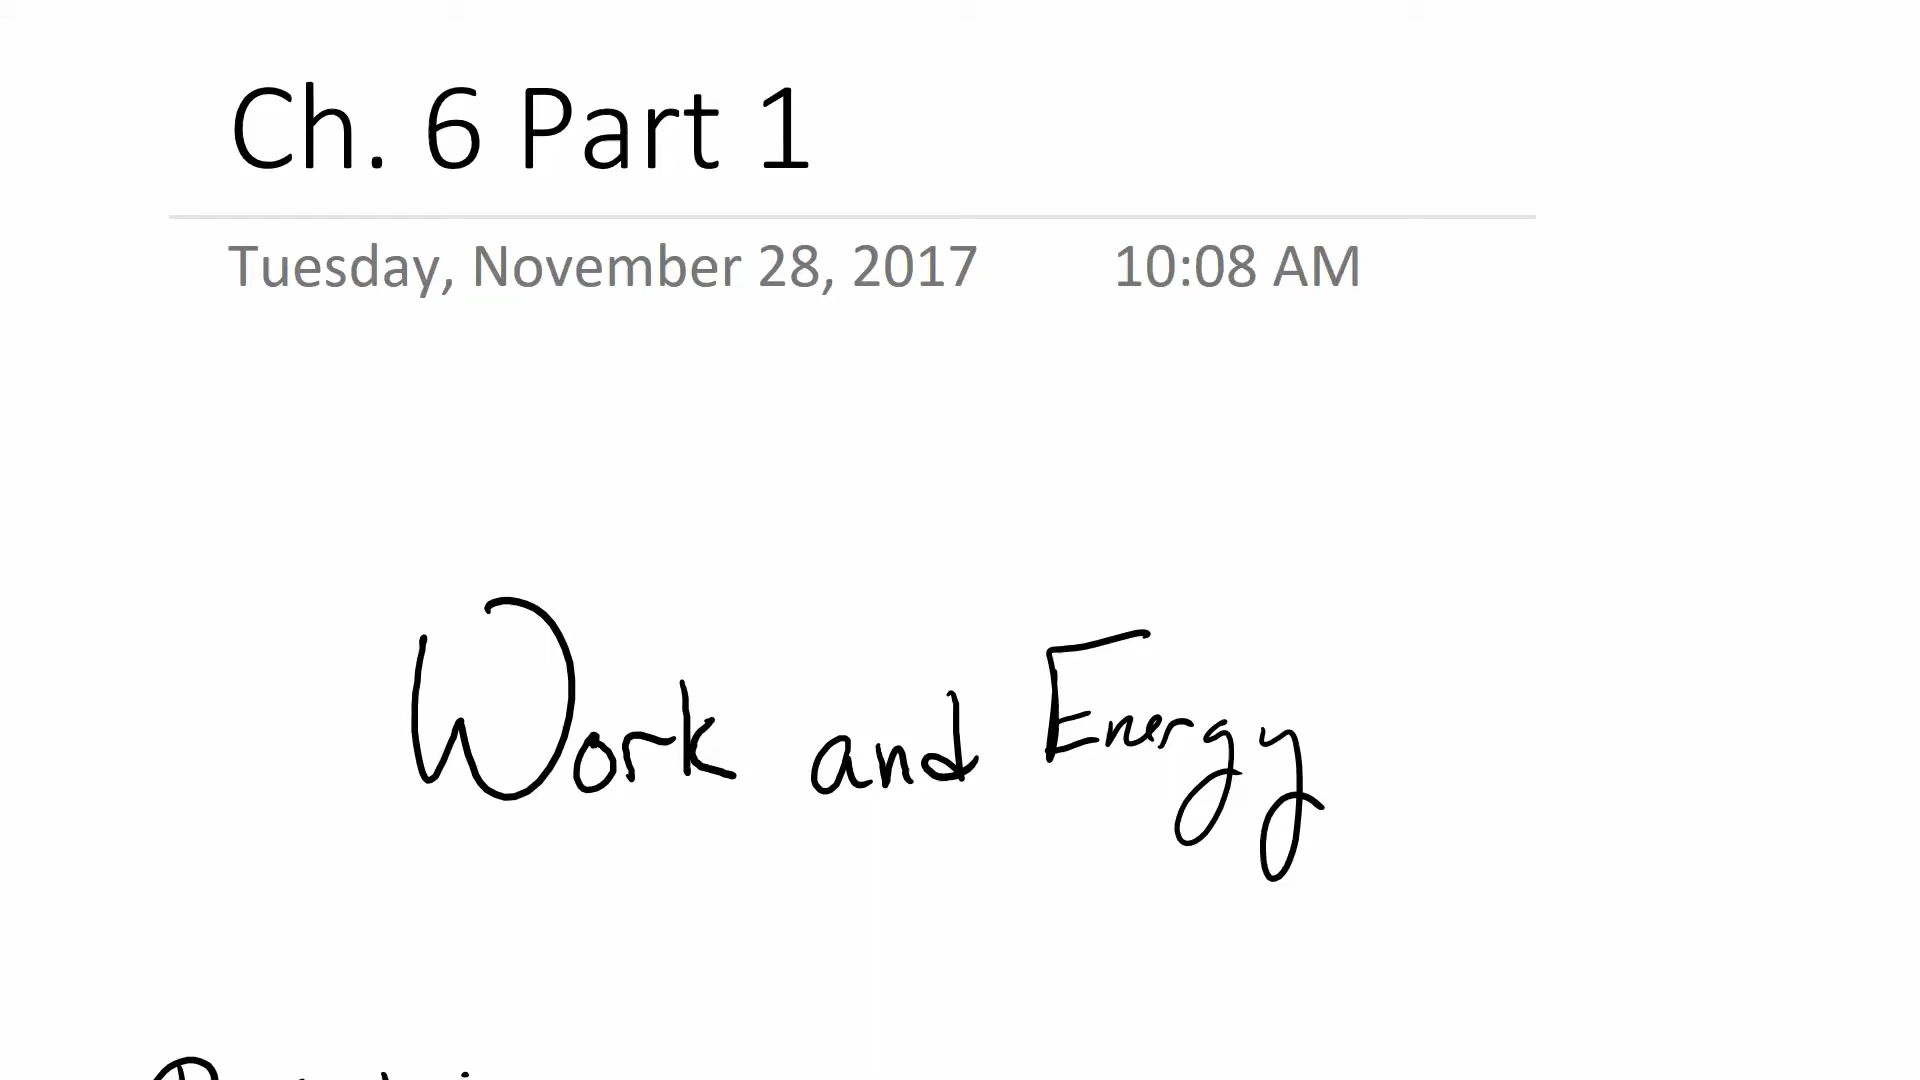 Ch. 6 Part 1
Tuesday, November 28, 2017 10:08 AM
Work and Energy